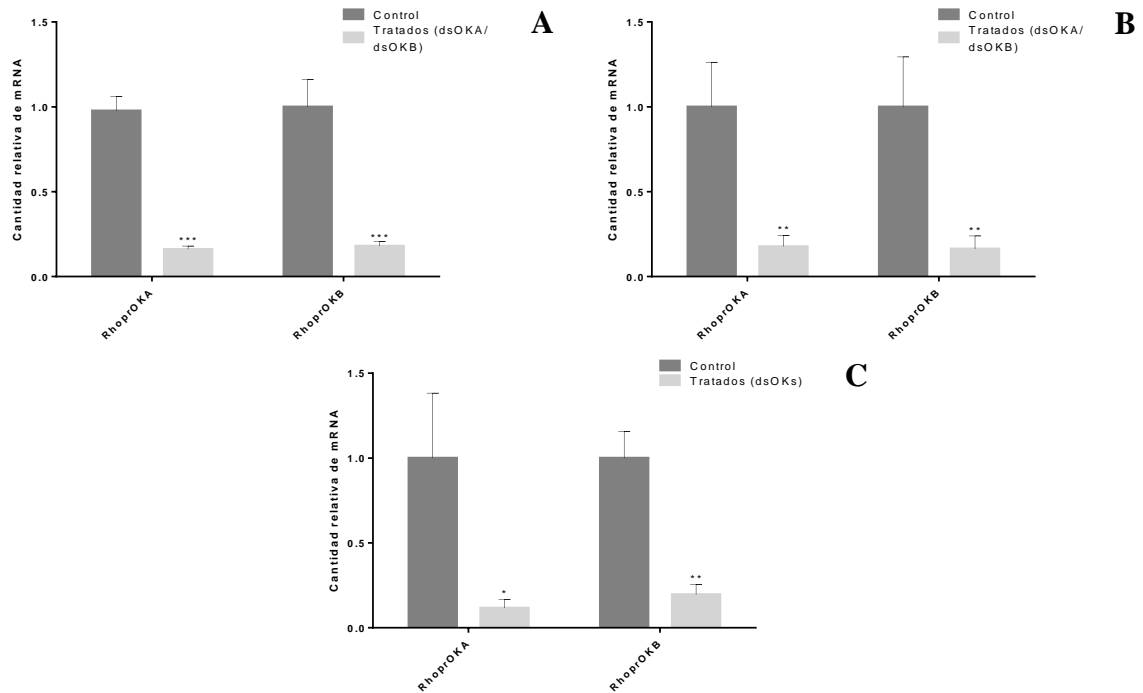 A
Control
Tratados (dsOKA/
dsOKB)
Cantidad relativa de mRNA
1.5
1.0
0.5
0.0
***
***
RhoprOKA
RhoprOKB
B
Control
Tratados (dsOKA/
dsOKB)
Cantidad relativa de mRNA
1.5
1.0
0.5
0.0
**
**
RhoprOKA
RhoprOKB
C
Control
Tratados (dsOKs)
Cantidad relativa de mRNA
1.5
1.0
0.5
0.0
*
**
RhoprOKA
RhoprOKB